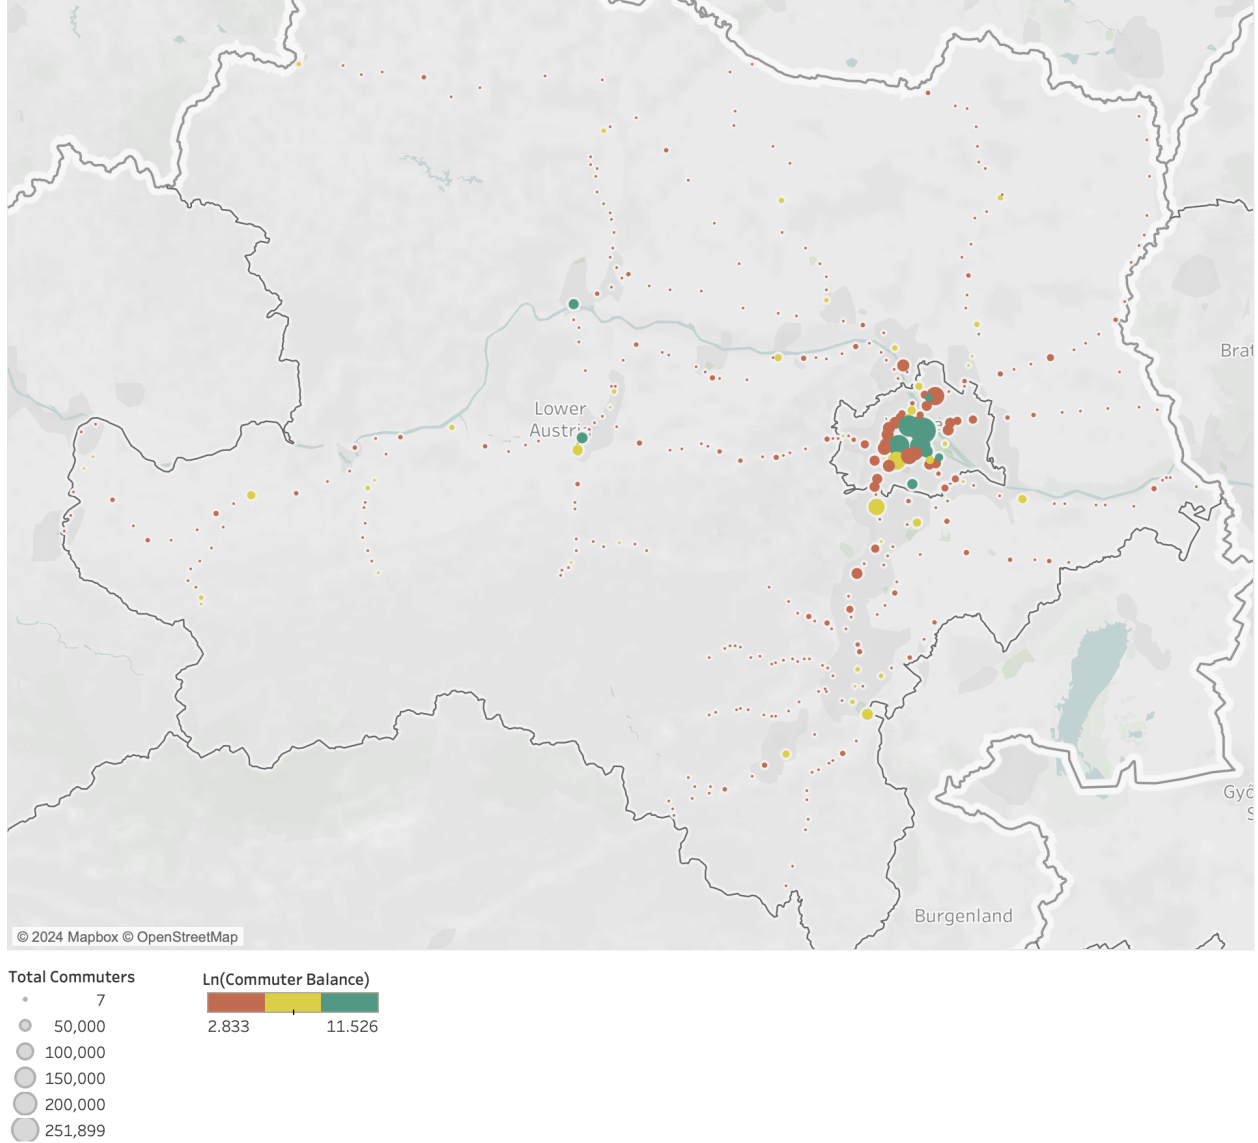 Brat
Lower
Austria
e
Győ
S
Burgenland
© 2024 Mapbox © OpenStreetMap
Total Commuters
7
50,000
100,000
150,000
200,000
251,899
Ln(Commuter Balance)
2.833 11.526